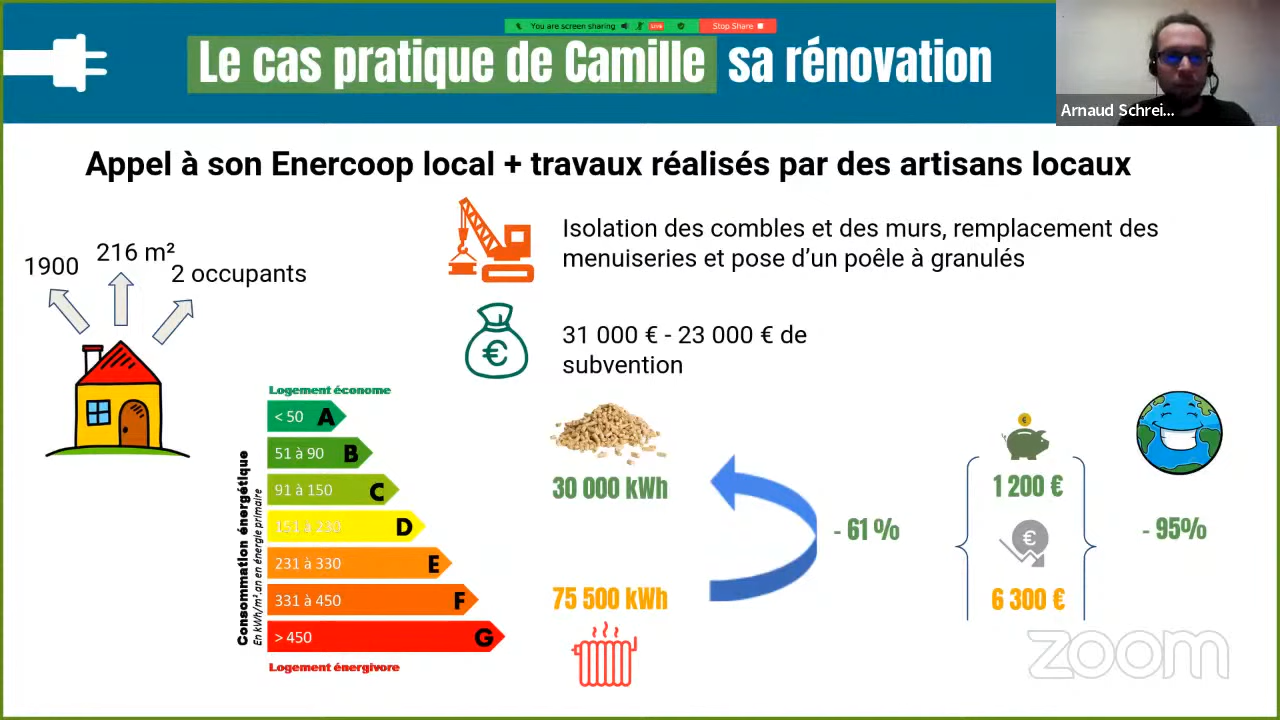 You are screen sharing
LIVE
Stop Share
Le cas pratique de Camille sa rénovation
Arnaud Schrei...
Appel à son Enercoop local + travaux réalisés par des artisans locaux
1900
216 m²
2 occupants
Isolation des combles et des murs, remplacement des
menuiseries et pose d’un poêle à granulés
31 000 € - 23 000 € de
subvention
Logement économe
< 50 A
51 à 90 B
91 à 150 C
151 à 230 D
231 à 330 E
331 à 450 F
> 450 G
Logement énergivore
Consommation énergétique
En kWh/m².an en énergie primaire
30 000 kWh
75 500 kWh
- 61 %
€
1 200 €
€
6 300 €
- 95%
zoom